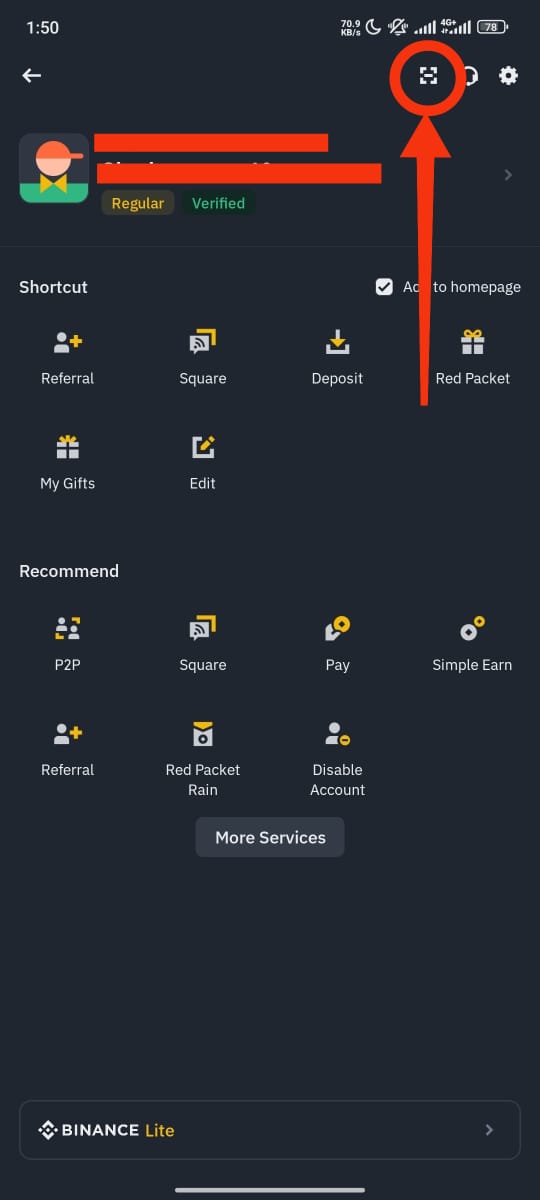 1:50
70.9
KB/s
4G+
78
Regular Verified
Shortcut
Add to homepage
Referral Square Deposit Red Packet
My Gifts Edit
Recommend
P2P Square Pay Simple Earn
Referral Red Packet Disable
Rain Account
More Services
BINANCE Lite